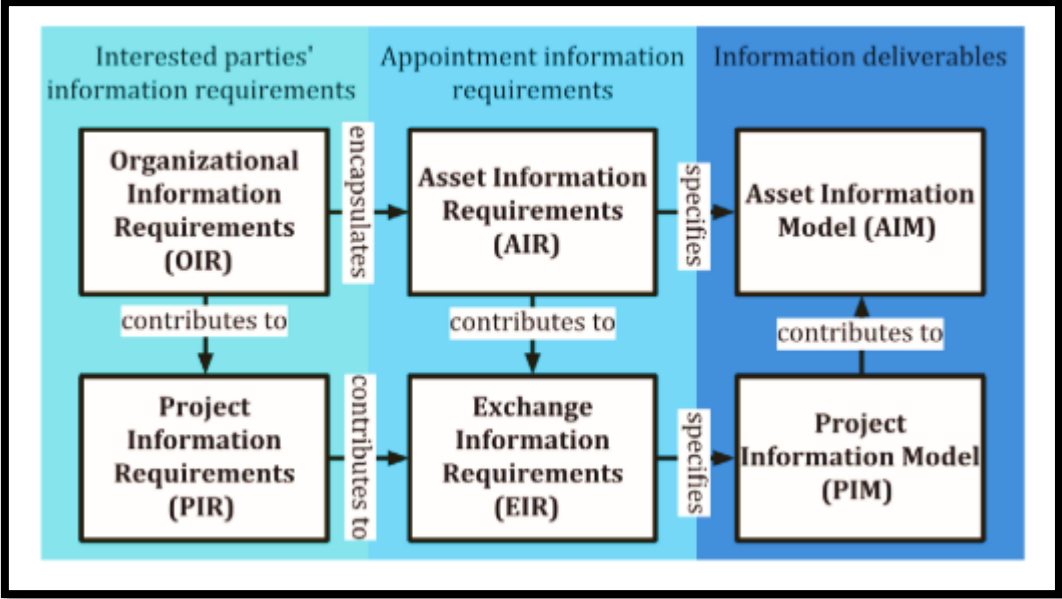 Interested parties'
information requirements
Appointment information
requirements
Information deliverables
Organizational
Information
Requirements
(OIR)
encapsulates
Asset Information
Requirements
(AIR)
specifies
Asset Information
Model (AIM)
contributes to
contributes to
contributes to
Project
Information
Requirements
(PIR)
contributes to
Exchange
Information
Requirements
(EIR)
specifies
Project
Information Model
(PIM)